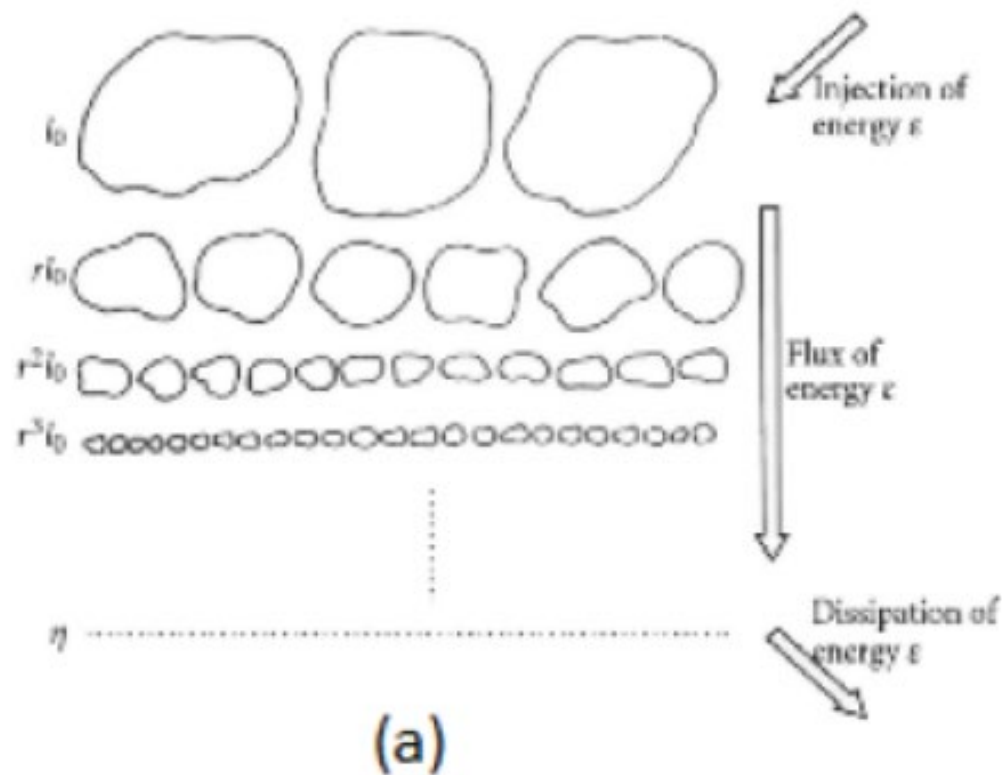 Injection of
energy ε
l₀
rl₀
r²l₀
Flux of
energy ε
r³l₀
η
Dissipation of
energy ε
(a)